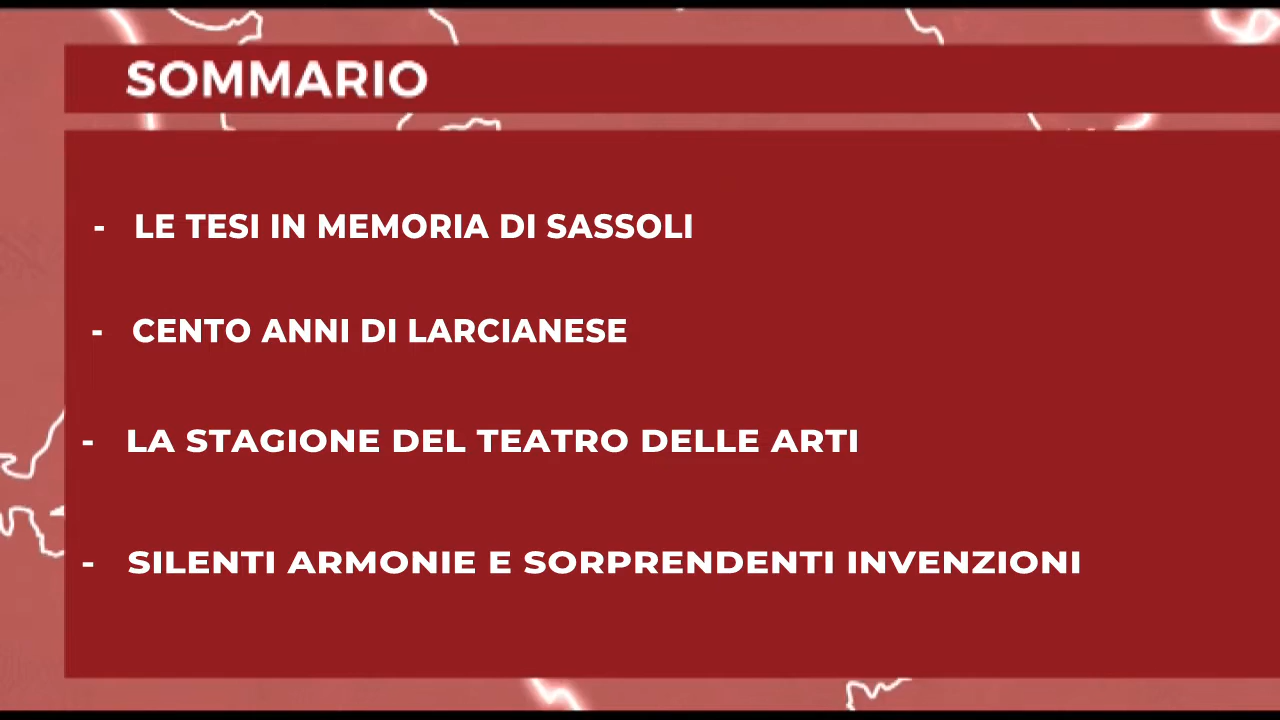 SOMMARIO
- LE TESI IN MEMORIA DI SASSOLI
- CENTO ANNI DI LARCIANESE
- LA STAGIONE DEL TEATRO DELLE ARTI
- SILENTI ARMONIE E SORPRENDENTI INVENZIONI